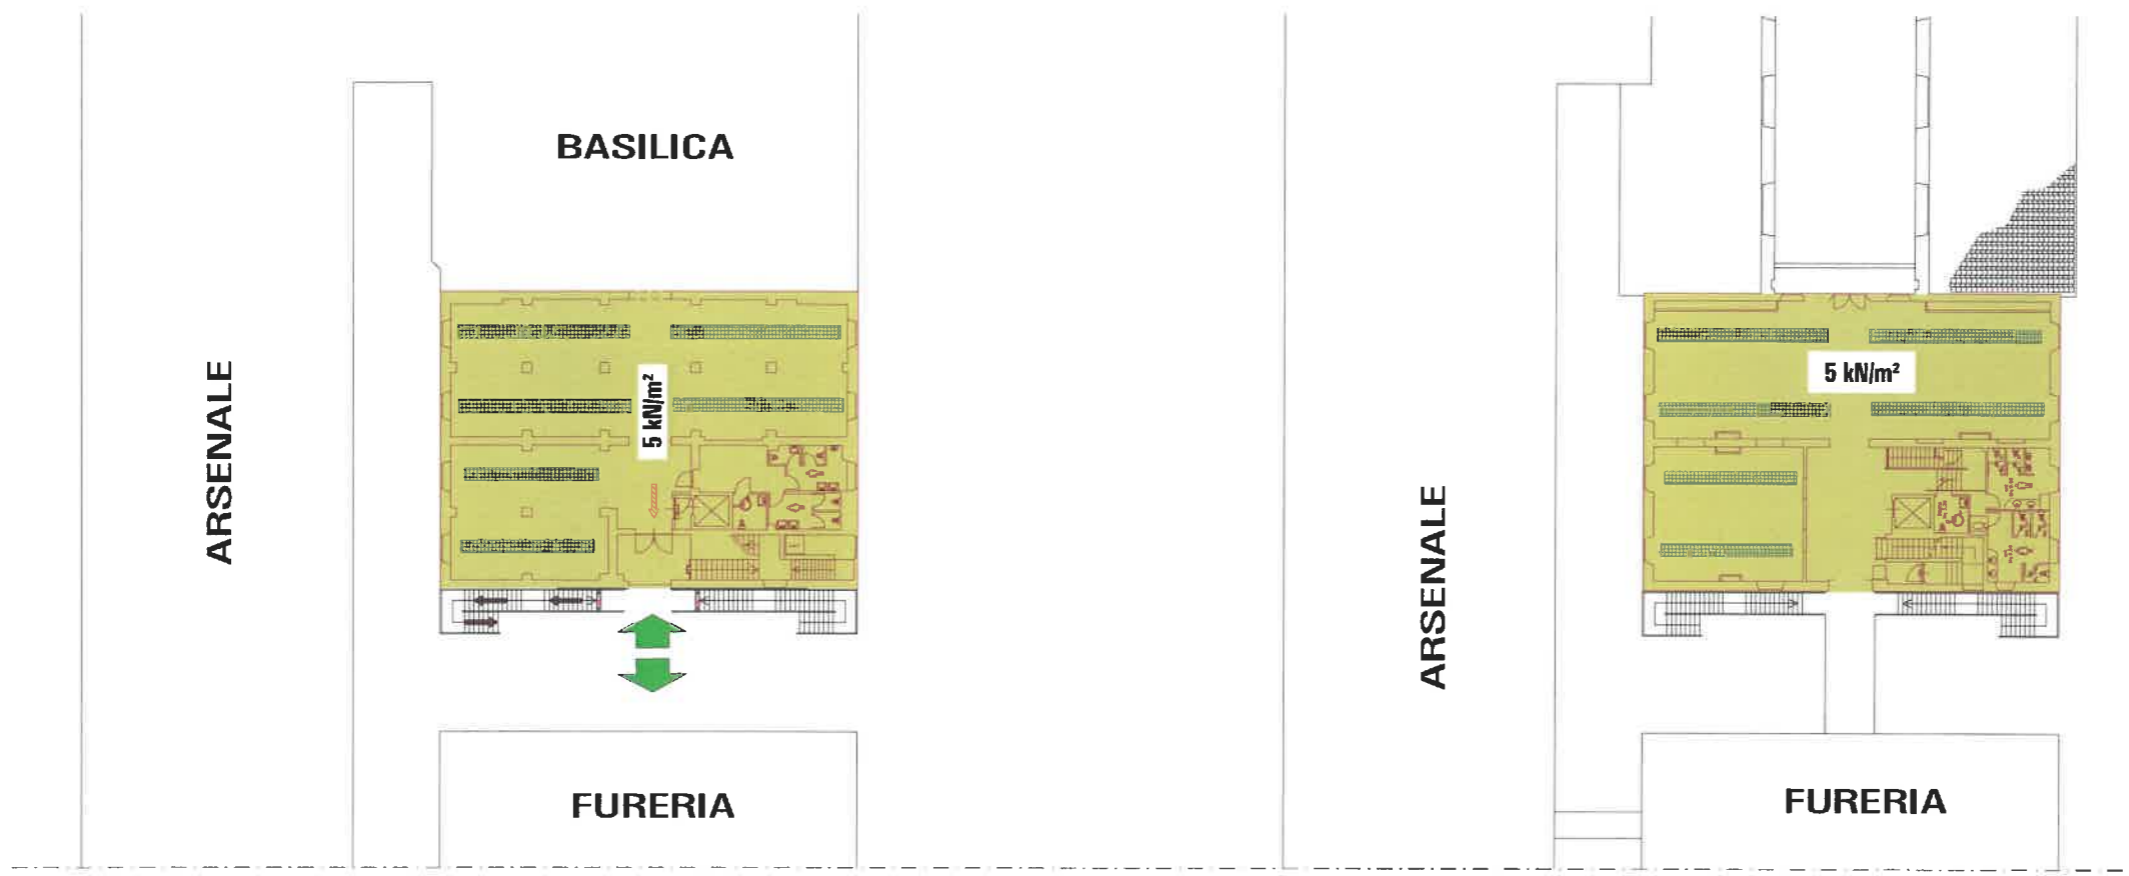 BASILICA
ARSENALE
5 kN/m²
FURERIA
5 kN/m²
ARSENALE
FURERIA